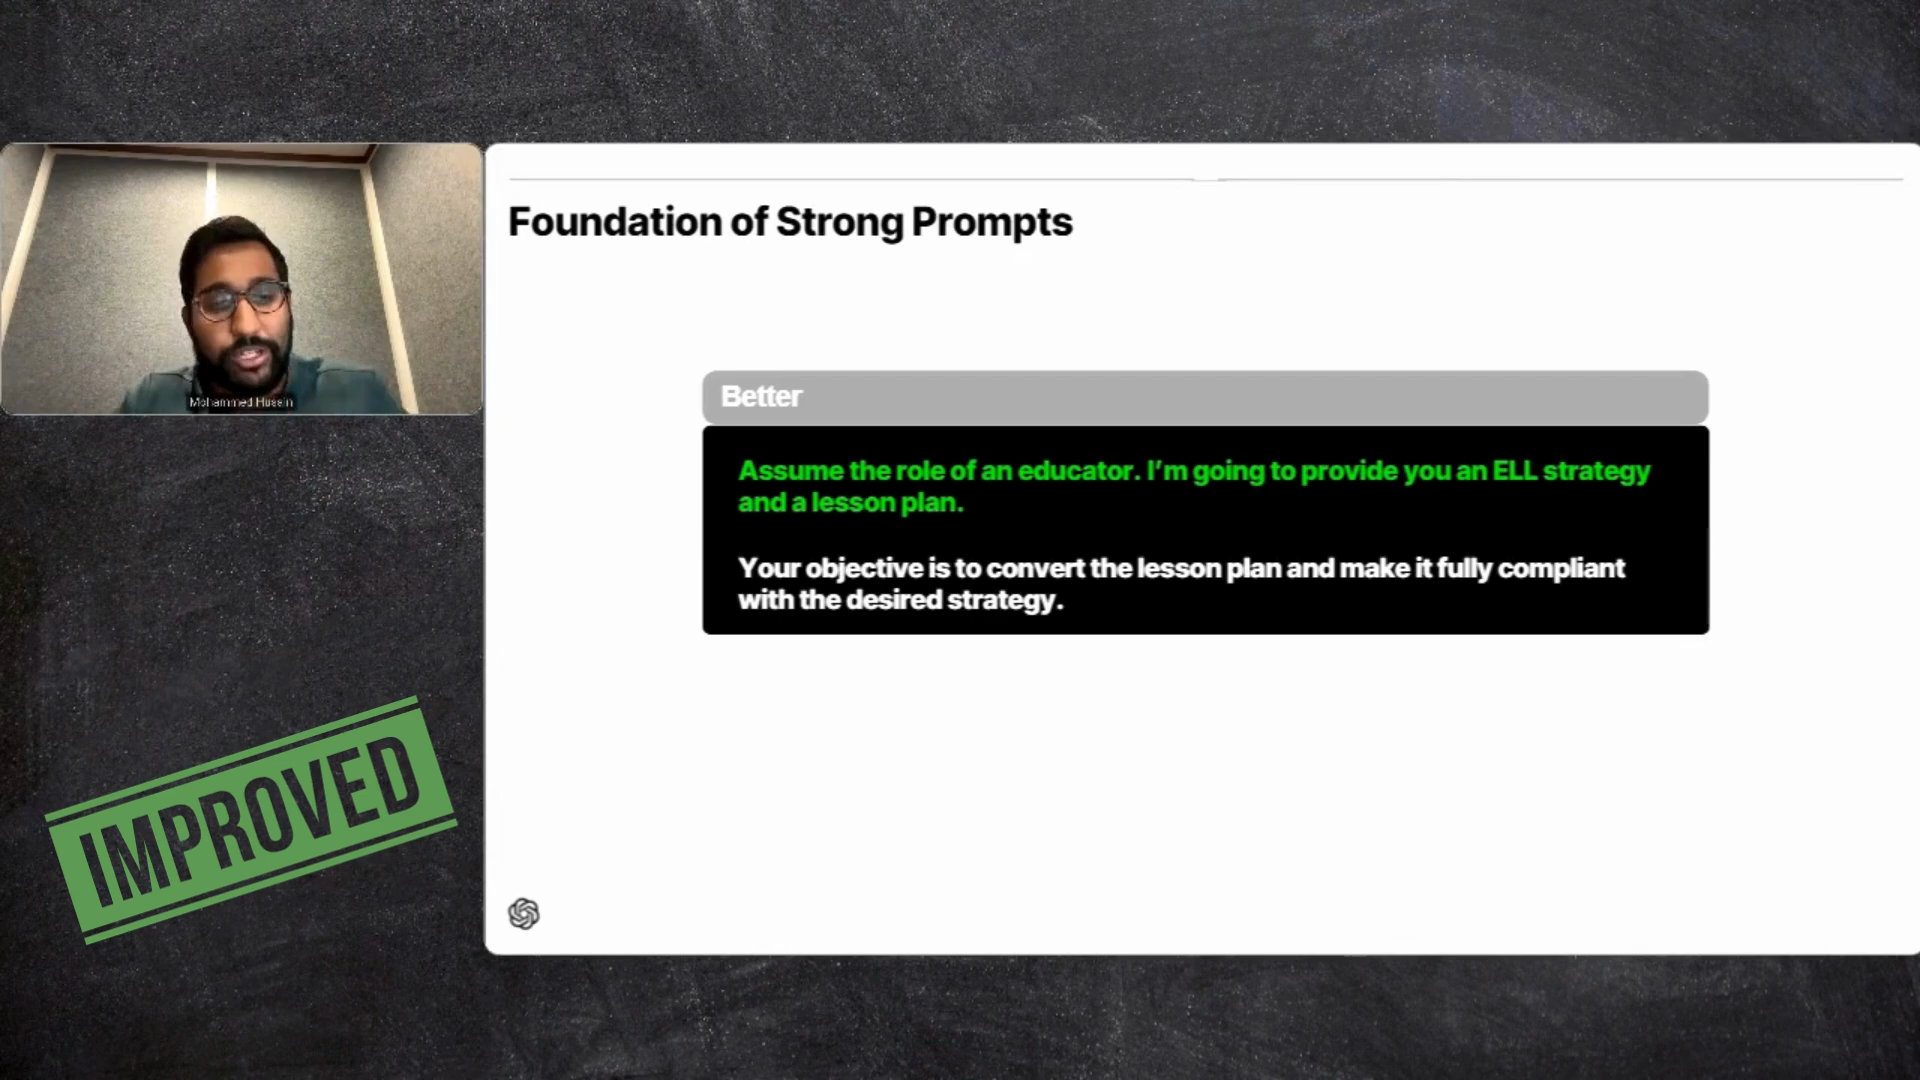 Foundation of Strong Prompts
Mohammed Husain
Better
Assume the role of an educator. I'm going to provide you an ELL strategy
and a lesson plan.
Your objective is to convert the lesson plan and make it fully compliant
with the desired strategy.
IMPROVED